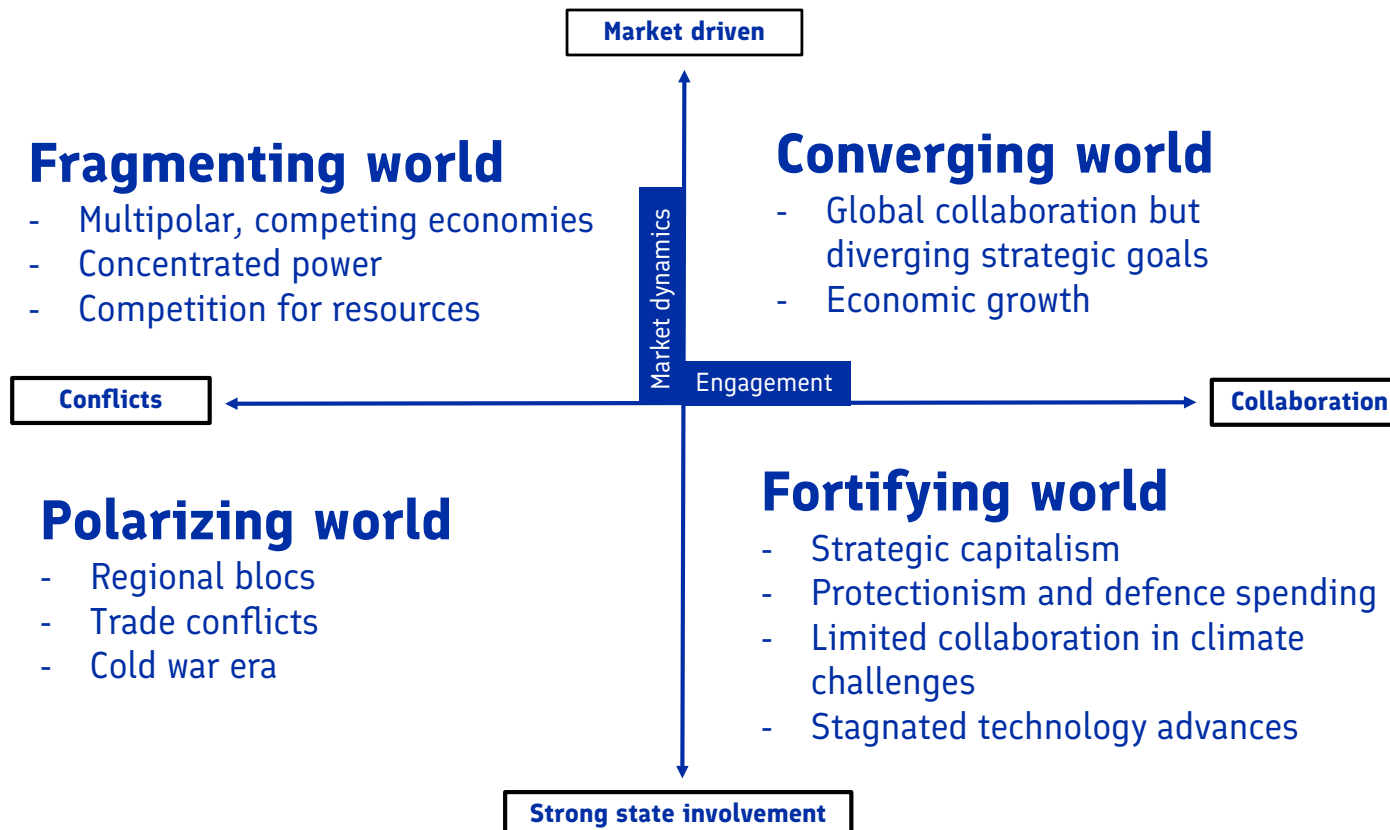 Market driven
Fragmenting world
- Multipolar, competing economies
- Concentrated power
- Competition for resources
Converging world
- Global collaboration but
diverging strategic goals
- Economic growth
Market dynamics
Engagement
Conflicts
Collaboration
Polarizing world
- Regional blocs
- Trade conflicts
- Cold war era
Fortifying world
- Strategic capitalism
- Protectionism and defence spending
- Limited collaboration in climate
challenges
- Stagnated technology advances
Strong state involvement